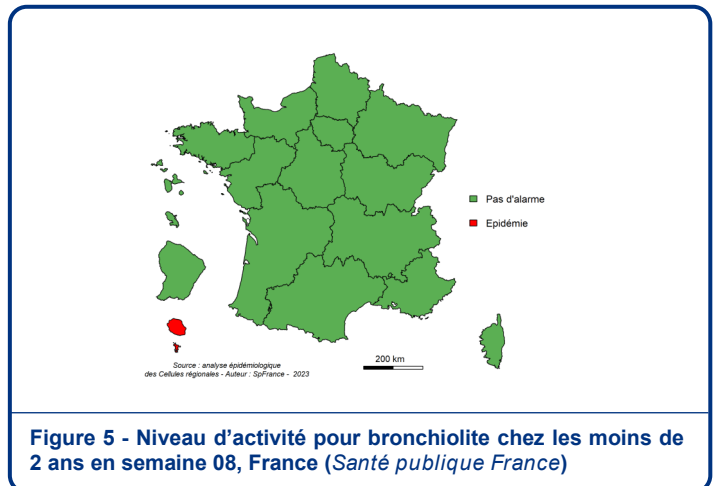 Pas d'alarme
Epidémie
200 km
Source : analyse épidémiologique
des Cellules régionales - Auteur : SpFrance - 2023
Figure 5 - Niveau d’activité pour bronchiolite chez les moins de
2 ans en semaine 08, France (Santé publique France)